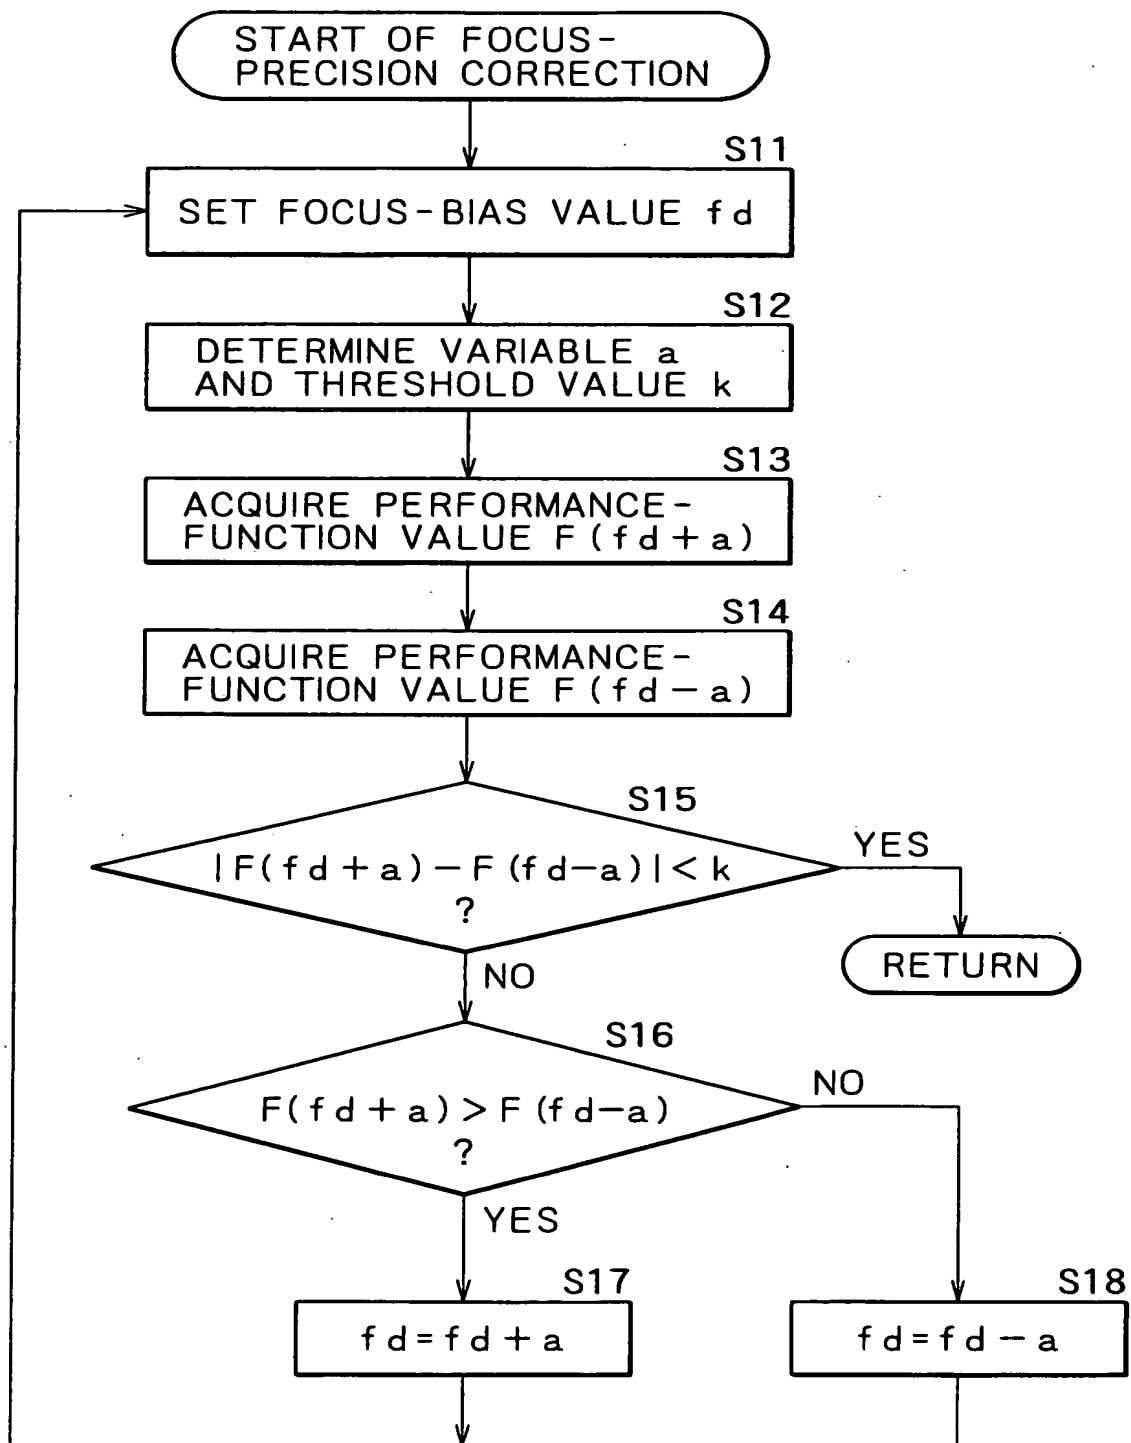 START OF FOCUS-
PRECISION CORRECTION
S11
SET FOCUS-BIAS VALUE fd
S12
DETERMINE VARIABLE a
AND THRESHOLD VALUE k
S13
ACQUIRE PERFORMANCE-
FUNCTION VALUE F(fd+a)
S14
ACQUIRE PERFORMANCE-
FUNCTION VALUE F(fd-a)
S15
|F(fd+a)-F(fd-a)|<k
?
YES
RETURN
NO
S16
F(fd+a)>F(fd-a)
?
NO
YES
S17
fd=fd+a
S18
fd=fd-a